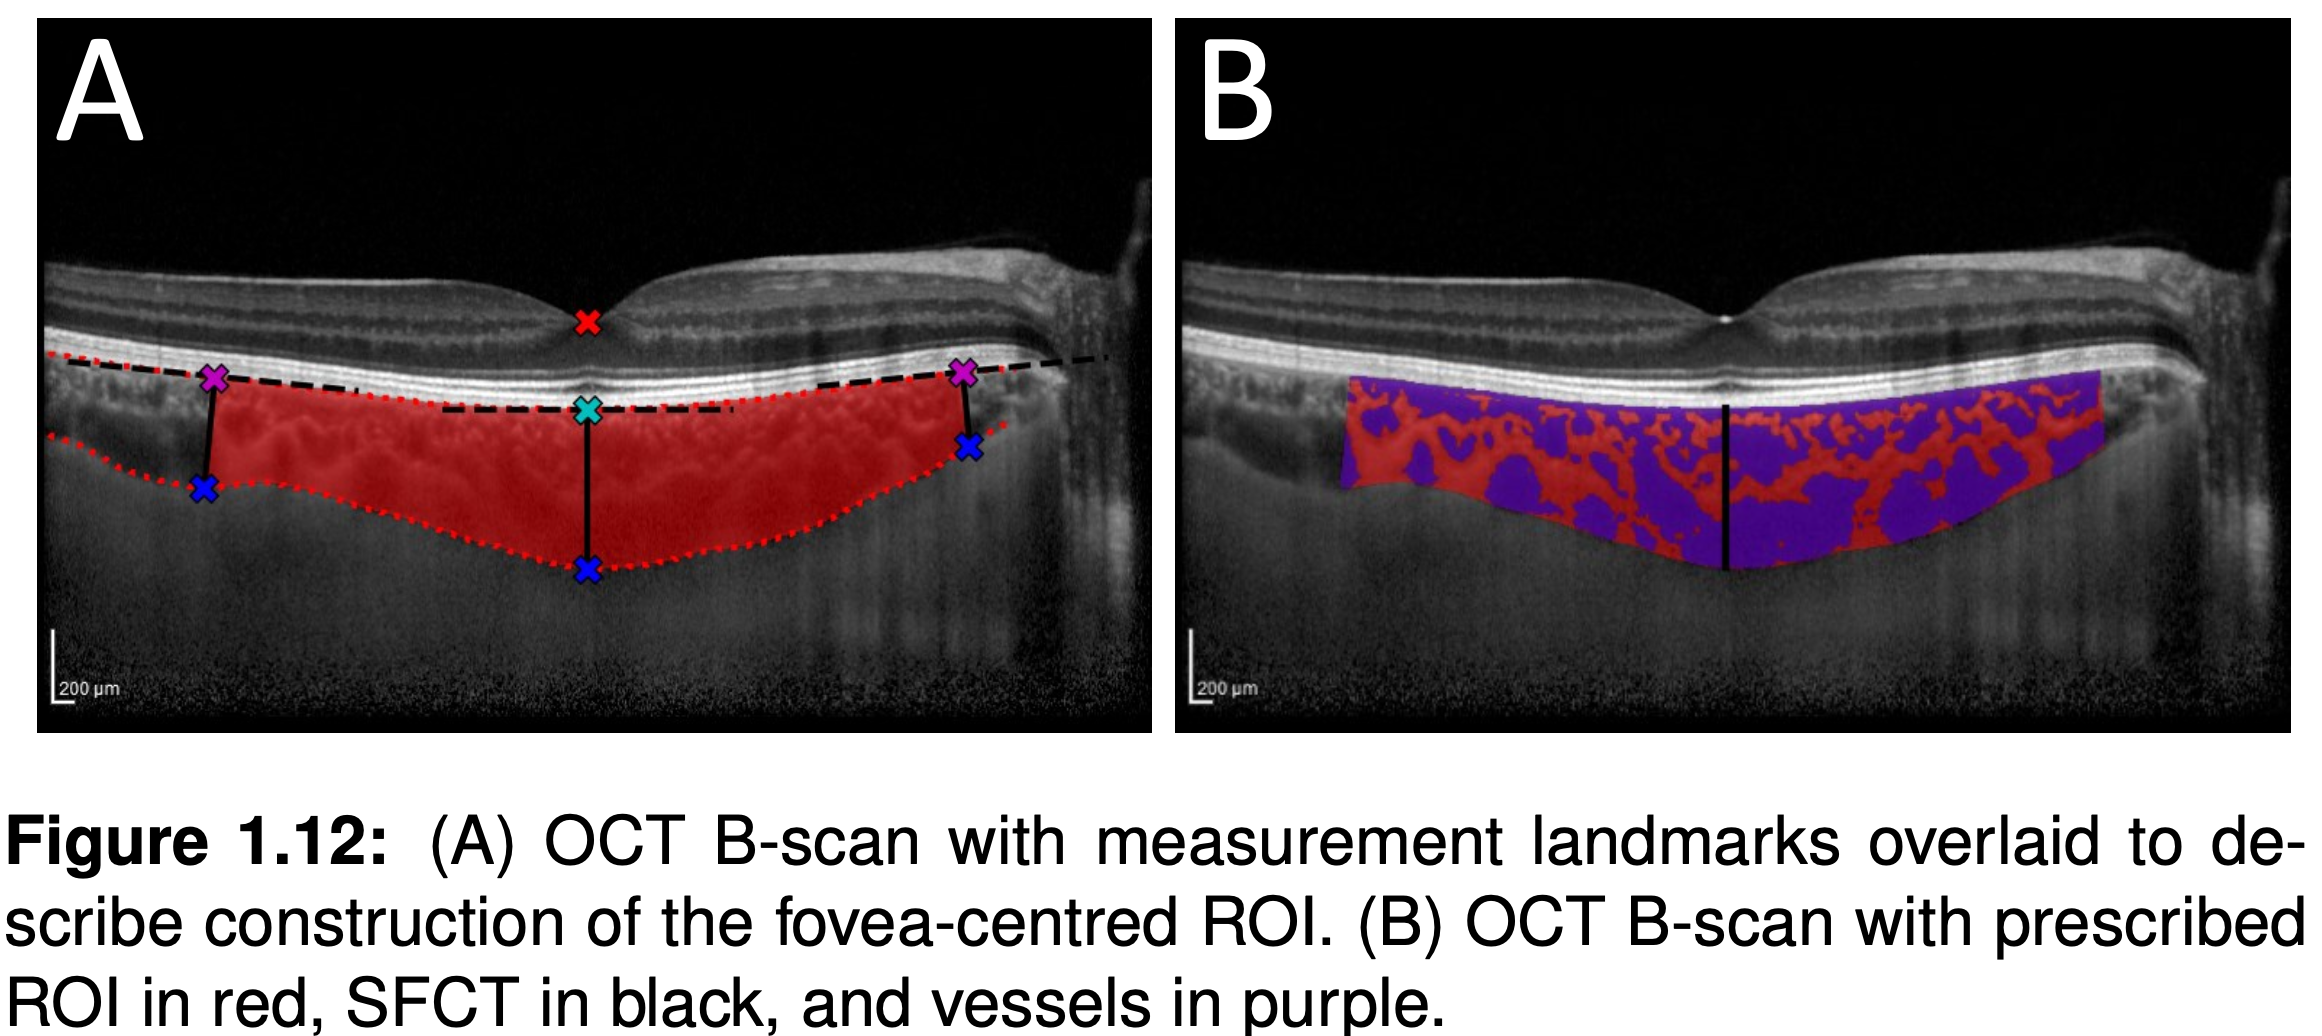 A
B
200 µm
200 µm
Figure 1.12: (A) OCT B-scan with measurement landmarks overlaid to de-
scribe construction of the fovea-centred ROI. (B) OCT B-scan with prescribed
ROI in red, SFCT in black, and vessels in purple.